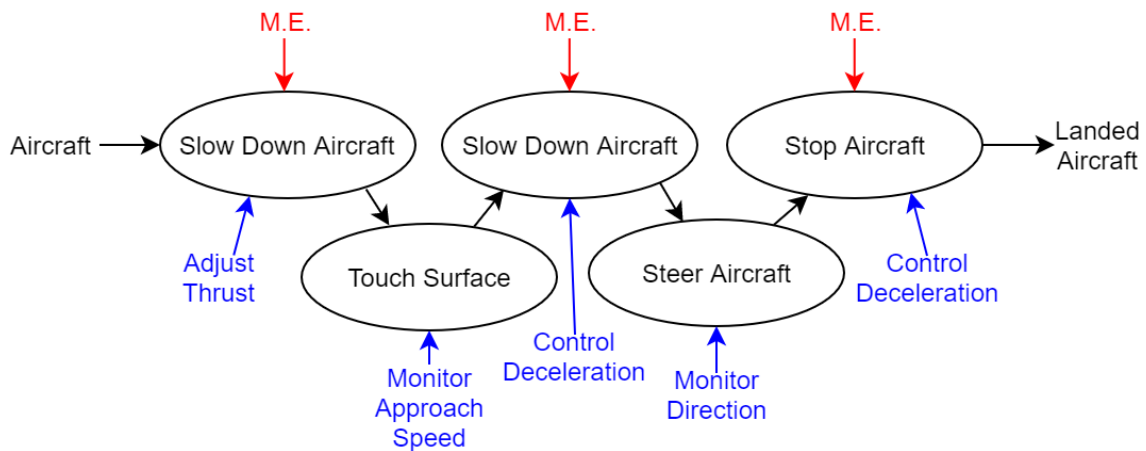 M.E.
M.E.
M.E.
Aircraft
Slow Down Aircraft
Slow Down Aircraft
Stop Aircraft
Landed
Aircraft
Adjust
Thrust
Touch Surface
Steer Aircraft
Control
Deceleration
Control
Deceleration
Monitor
Approach
Speed
Monitor
Direction